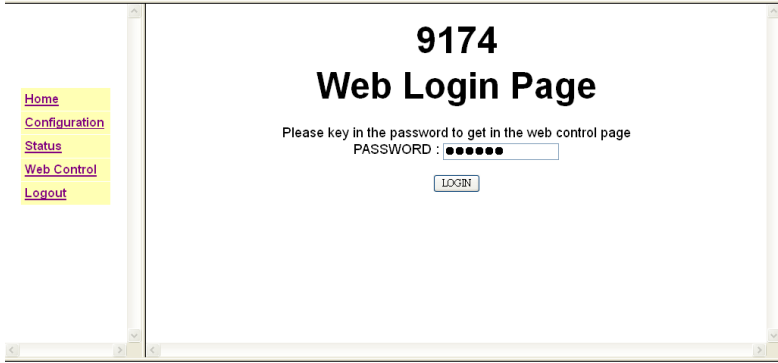 Home
Configuration
Status
Web Control
Logout
9174
Web Login Page
Please key in the password to get in the web control page
PASSWORD : ●●●●●●
LOGIN